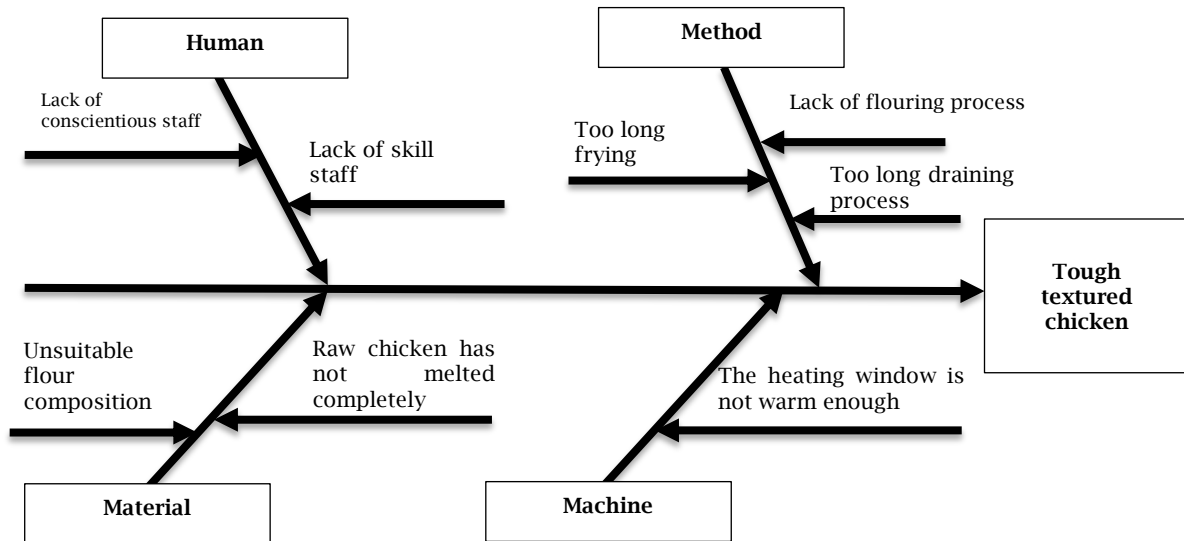 Human
Method
Lack of
conscientious staff
Lack of skill
staff
Too long
frying
Lack of flouring process
Too long draining
process
Tough
textured
chicken
Unsuitable
flour
composition
Raw chicken has
not melted
completely
The heating window is
not warm enough
Material
Machine